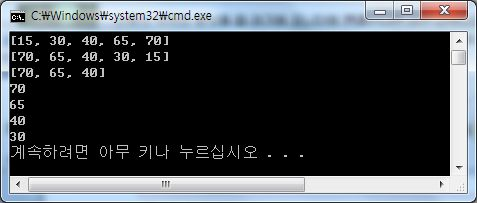 C:₩Windows₩system32₩cmd.exe
[15, 30, 40, 65, 70]
[70, 65, 40, 30, 15]
[70, 65, 40]
70
65
40
30
계속하려면 아무 키나 누르십시오 . . .